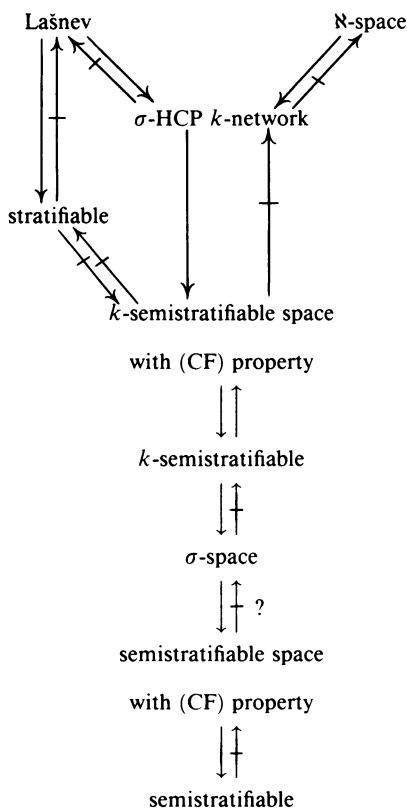 Lašnev
ℵ-space
σ-HCP k-network
stratifiable
k-semistratifiable space
with (CF) property
k-semistratifiable
σ-space
?
semistratifiable space
with (CF) property
semistratifiable